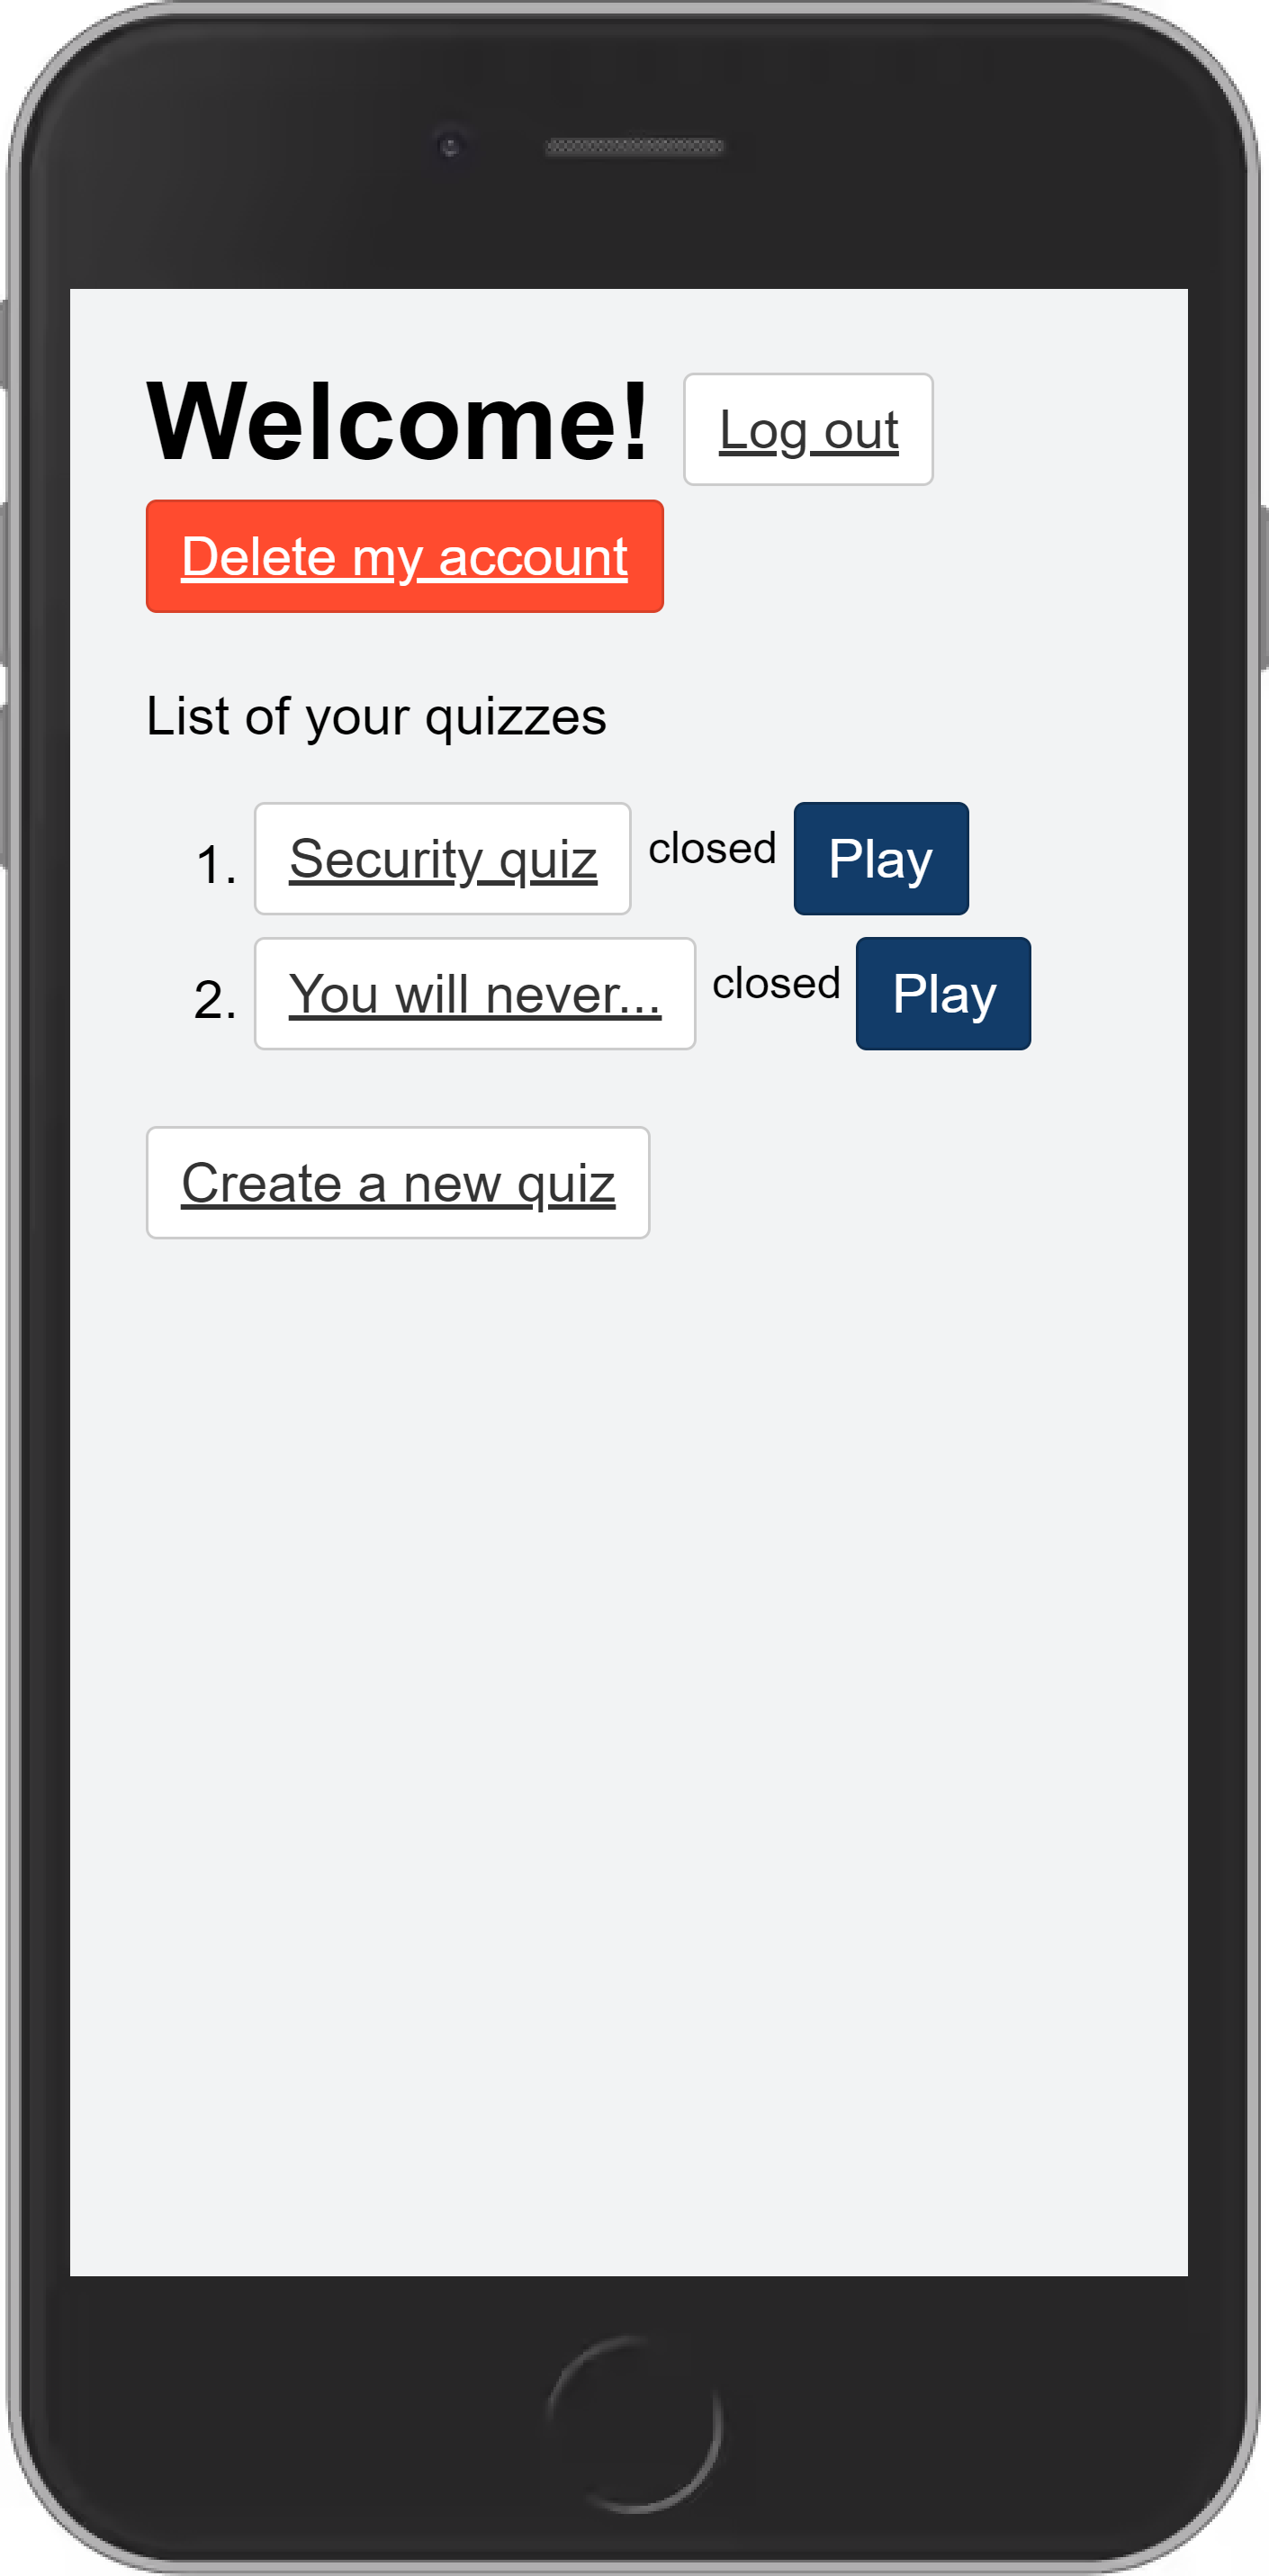 Welcome! Log out
Delete my account
List of your quizzes
1. Security quiz closed Play
2. You will never... closed Play
Create a new quiz